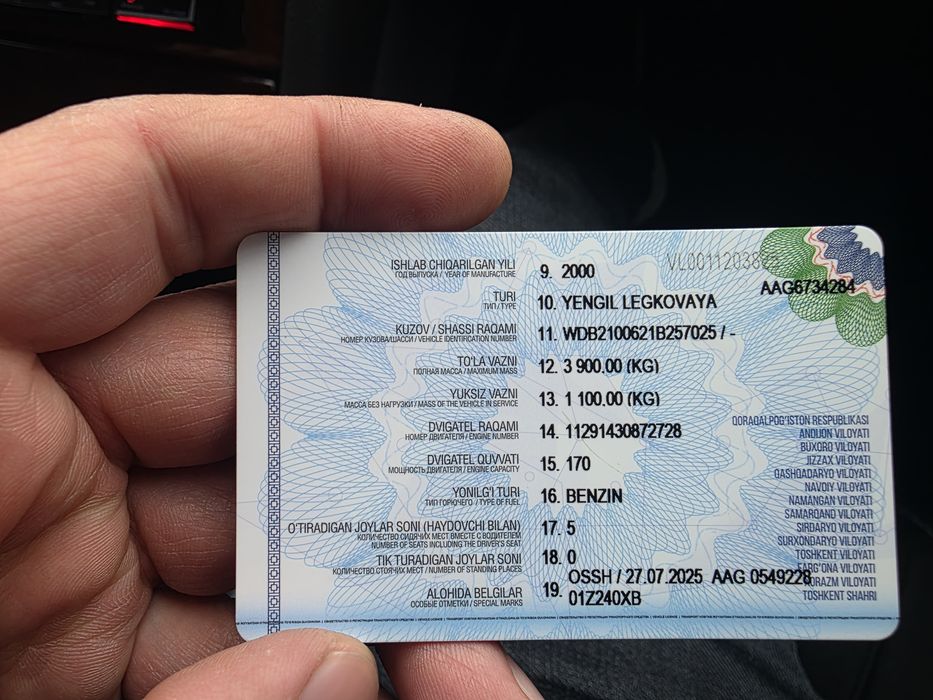 VL00112038
AAG6734284
ISHLAB CHIQARILGAN YILI
ГОД ВЫПУСКА / YEAR OF MANUFACTURE
9. 2000
TURI
ТИП / TYPE
10. YENGIL LEGKOVAYA
KUZOV / SHASSI RAQAMI
НОМЕР КУЗОВА/ШАССИ / VEHICLE IDENTIFICATION NUMBER
11. WDB2100621B257025 / -
TO'LA VAZNI
ПОЛНАЯ МАССА / MAXIMUM MASS
12. 3 900.00 (KG)
YUKSIZ VAZNI
МАССА БЕЗ НАГРУЗКИ / MASS OF THE VEHICLE IN SERVICE
13. 1 100.00 (KG)
DVIGATEL RAQAMI
НОМЕР ДВИГАТЕЛЯ / ENGINE NUMBER
14. 11291430872728
DVIGATEL QUVVATI
МОЩНОСТЬ ДВИГАТЕЛЯ / ENGINE CAPACITY
15. 170
YONILG'I TURI
ТИП ГОРЮЧЕГО / TYPE OF FUEL
16. BENZIN
O'TIRADIGAN JOYLAR SONI (HAYDOVCHI BILAN)
КОЛИЧЕСТВО СИДЯЧИХ МЕСТ ВМЕСТЕ С ВОДИТЕЛЕМ
NUMBER OF SEATS INCLUDING THE DRIVER'S SEAT
17. 5
TIK TURADIGAN JOYLAR SONI
КОЛИЧЕСТВО СТОЯЧИХ МЕСТ / NUMBER OF STANDING PLACES
18. 0
ALOHIDA BELGILAR
ОСОБЫЕ ОТМЕТКИ / SPECIAL MARKS
19. OSSH / 27.07.2025 AAG 0549228
01Z240XB
QORAQALPOG'ISTON RESPUBLIKASI
ANDIJON VILOYATI
BUXORO VILOYATI
JIZZAX VILOYATI
QASHQADARYO VILOYATI
NAVOIY VILOYATI
NAMANGAN VILOYATI
SAMARQAND VILOYATI
SIRDARYO VILOYATI
SURXONDARYO VILOYATI
TOSHKENT VILOYATI
FARG'ONA VILOYATI
XORAZM VILOYATI
TOSHKENT SHAHRI